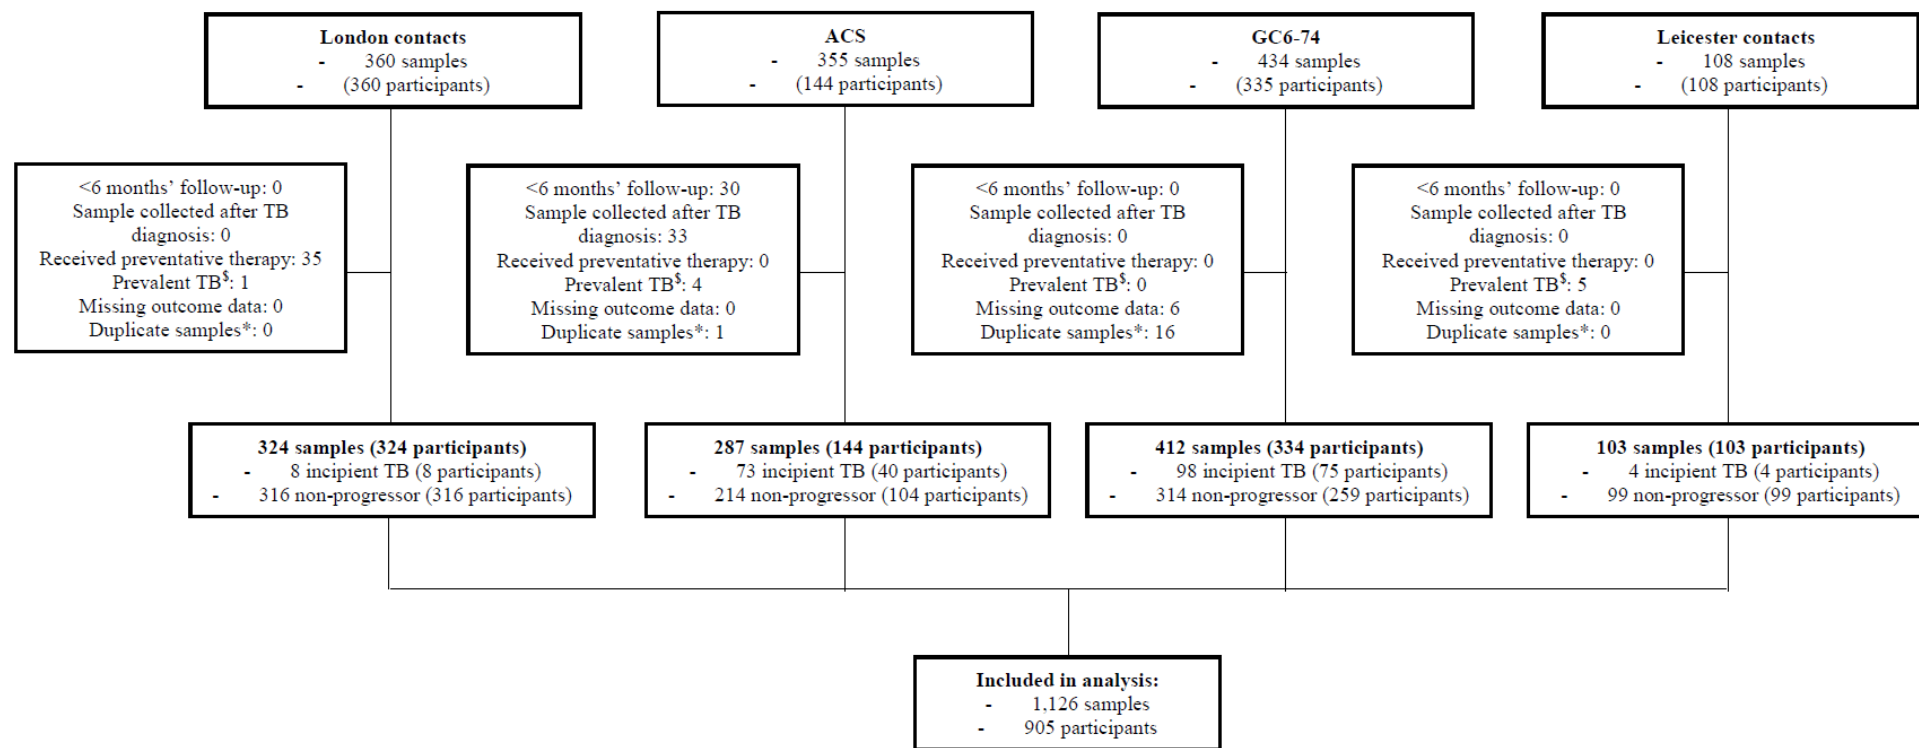 London contacts
- 360 samples
- (360 participants)
ACS
- 355 samples
- (144 participants)
GC6-74
- 434 samples
- (335 participants)
Leicester contacts
- 108 samples
- (108 participants)
<6 months’ follow-up: 0
Sample collected after TB
diagnosis: 0
Received preventative therapy: 35
Prevalent TB$: 1
Missing outcome data: 0
Duplicate samples*: 0
<6 months’ follow-up: 30
Sample collected after TB
diagnosis: 33
Received preventative therapy: 0
Prevalent TB$: 4
Missing outcome data: 0
Duplicate samples*: 1
<6 months’ follow-up: 0
Sample collected after TB
diagnosis: 0
Received preventative therapy: 0
Prevalent TB$: 0
Missing outcome data: 6
Duplicate samples*: 16
<6 months’ follow-up: 0
Sample collected after TB
diagnosis: 0
Received preventative therapy: 0
Prevalent TB$: 5
Missing outcome data: 0
Duplicate samples*: 0
324 samples (324 participants)
- 8 incipient TB (8 participants)
- 316 non-progressor (316 participants)
287 samples (144 participants)
- 73 incipient TB (40 participants)
- 214 non-progressor (104 participants)
412 samples (334 participants)
- 98 incipient TB (75 participants)
- 314 non-progressor (259 participants)
103 samples (103 participants)
- 4 incipient TB (4 participants)
- 99 non-progressor (99 participants)
Included in analysis:
- 1,126 samples
- 905 participants